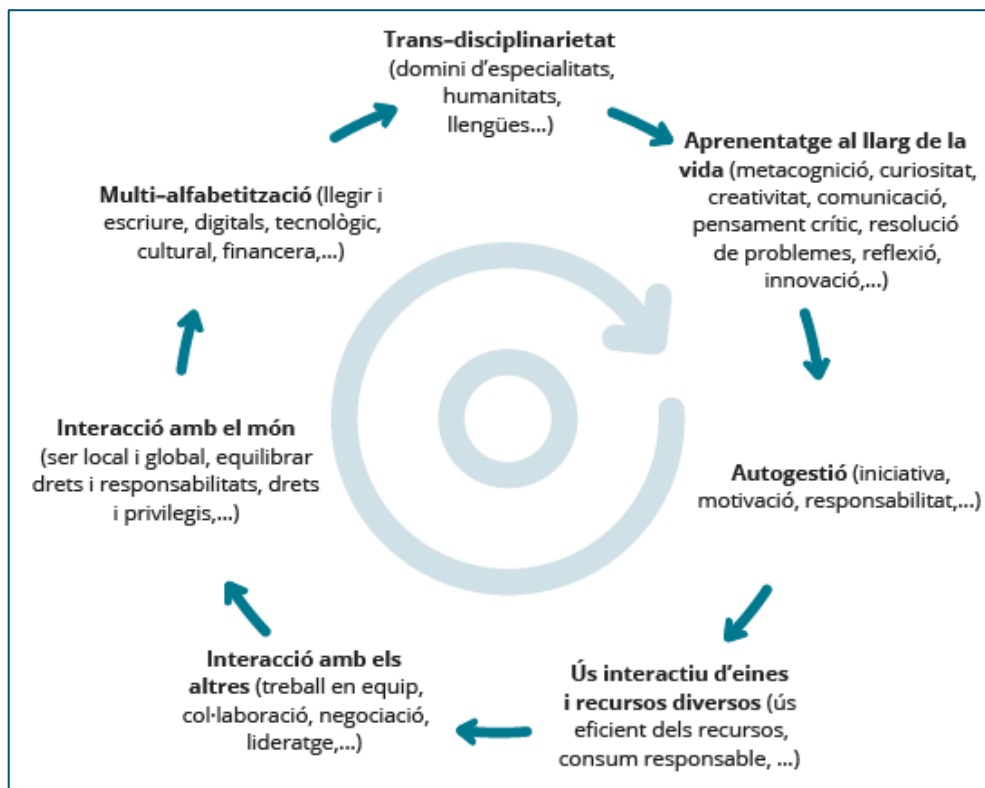 Trans–disciplinarietat
(domini d'especialitats,
humanitats,
llengües...)
Aprenentatge al llarg de la
vida (metacognició, curiositat,
creativitat, comunicació,
pensament crític, resolució
de problemes, reflexió,
innovació,...)
Autogestió (iniciativa,
motivació, responsabilitat,...)
Ús interactiu d'eines
i recursos diversos (ús
eficient dels recursos,
consum responsable, ...)
Interacció amb els
altres (treball en equip,
col·laboració, negociació,
lideratge,...)
Interacció amb el món
(ser local i global, equilibrar
drets i responsabilitats, drets
i privilegis,...)
Multi–alfabetització (llegir i
escriure, digitals, tecnològic,
cultural, financera,...)